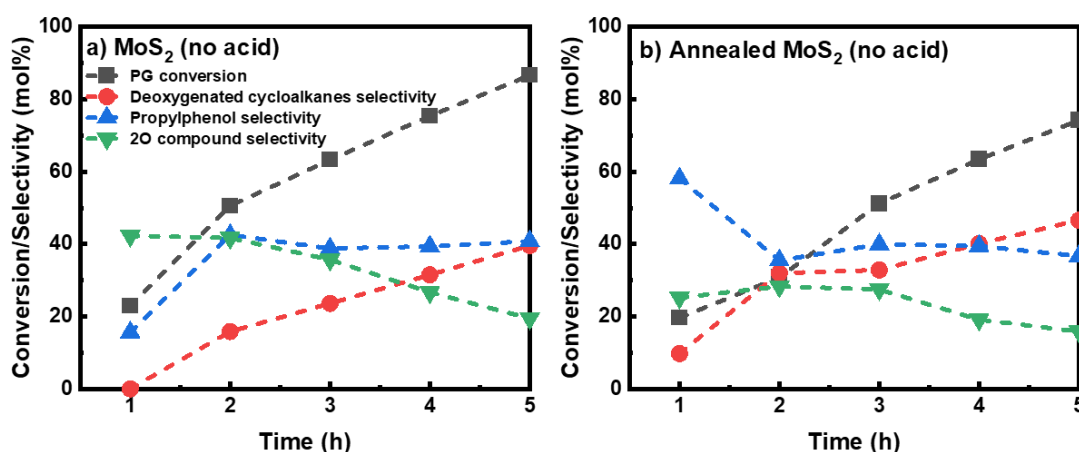 a) MoS2 (no acid)
PG conversion
Deoxygenated cycloalkanes selectivity
Propylphenol selectivity
2O compound selectivity
Conversion/Selectivity (mol%)
100
80
60
40
20
0
1 2 3 4 5
Time (h)
b) Annealed MoS2 (no acid)
Conversion/Selectivity (mol%)
100
80
60
40
20
0
1 2 3 4 5
Time (h)